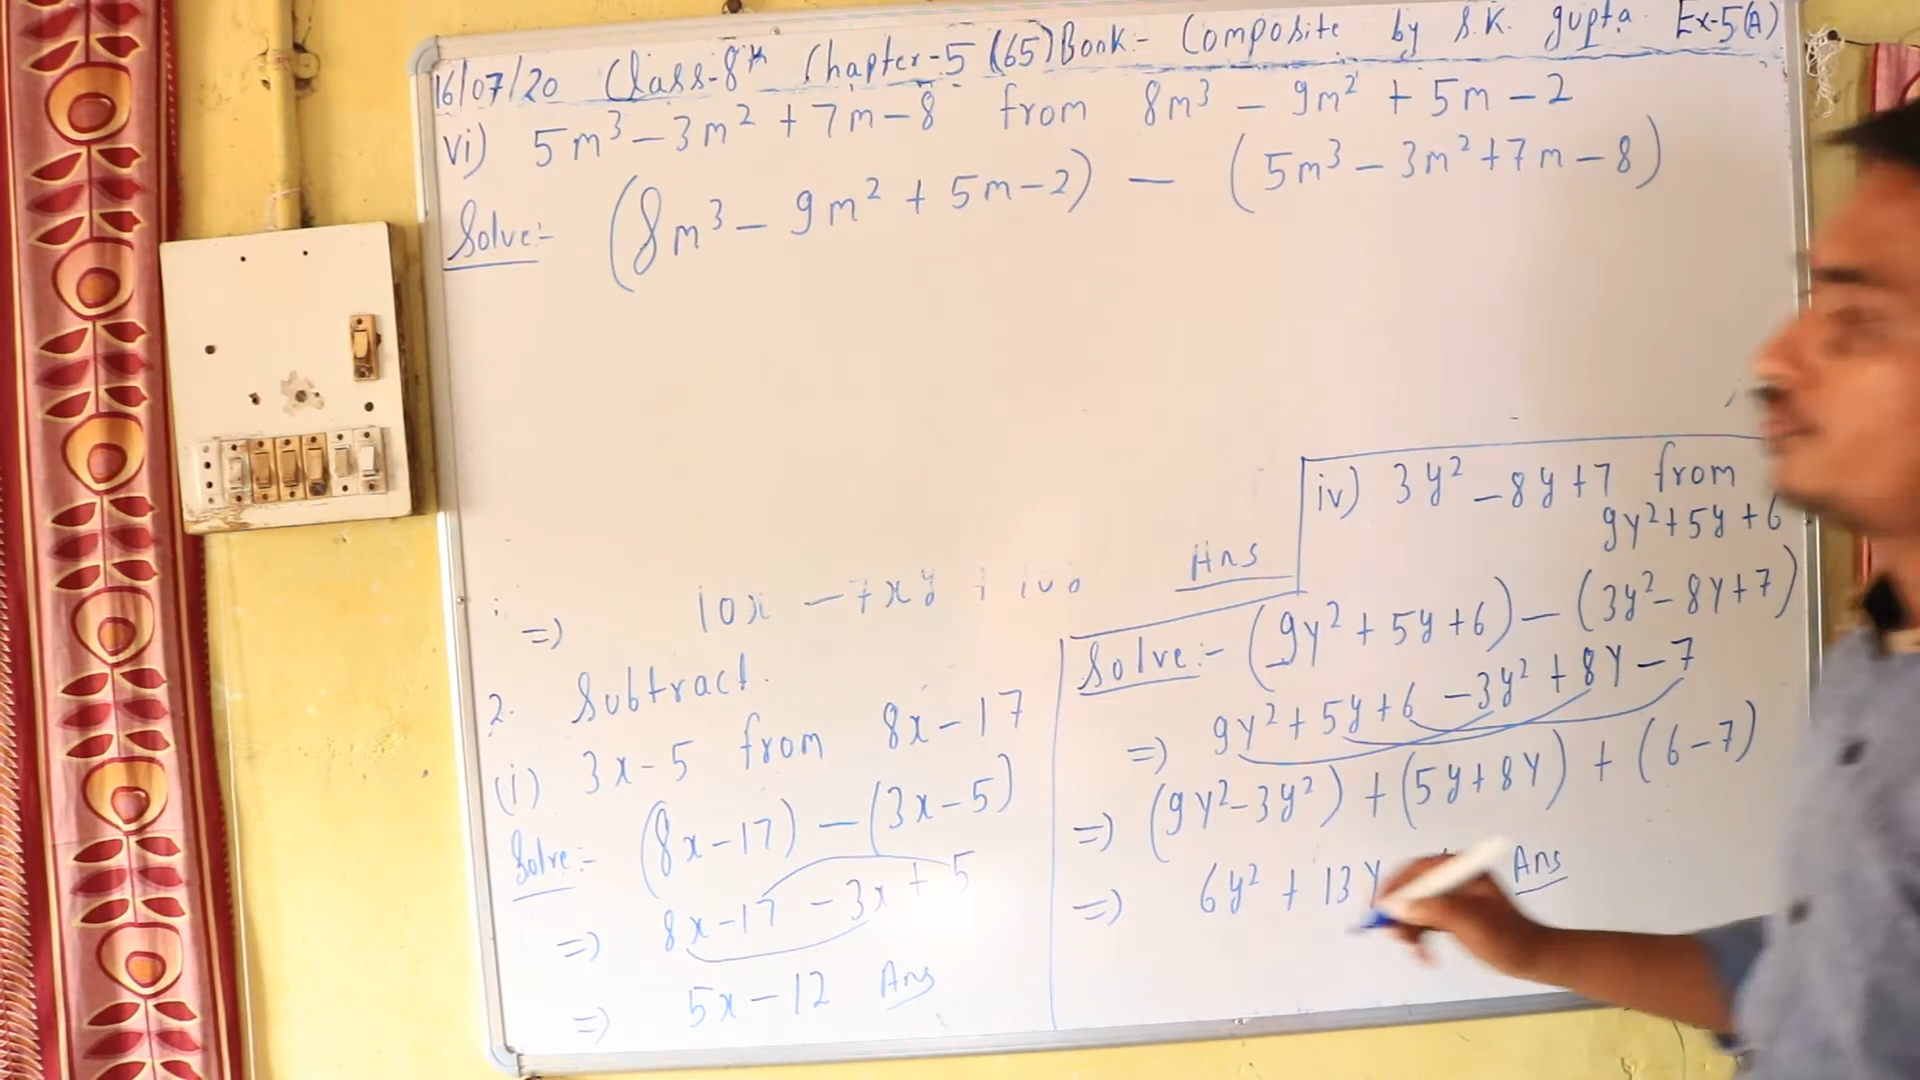 16/07/20 Class-8th Chapter-5 (65) Book:- Composite by S.K. gupta. Ex-5(A)
vi) 5m³ - 3m² + 7m - 8 from 8m³ - 9m² + 5m - 2
Solve:- (8m³ - 9m² + 5m - 2) - (5m³ - 3m² + 7m - 8)
=> 10x - 7xy Ans
2. Subtract.
(i) 3x - 5 from 8x - 17
Solve:- (8x - 17) - (3x - 5)
=> 8x - 17 - 3x + 5
=> 5x - 12 Ans
iv) 3y² - 8y + 7 from
9y² + 5y + 6
Solve:- (9y² + 5y + 6) - (3y² - 8y + 7)
=> 9y² + 5y + 6 - 3y² + 8y - 7
=> (9y² - 3y²) + (5y + 8y) + (6 - 7)
=> 6y² + 13y Ans